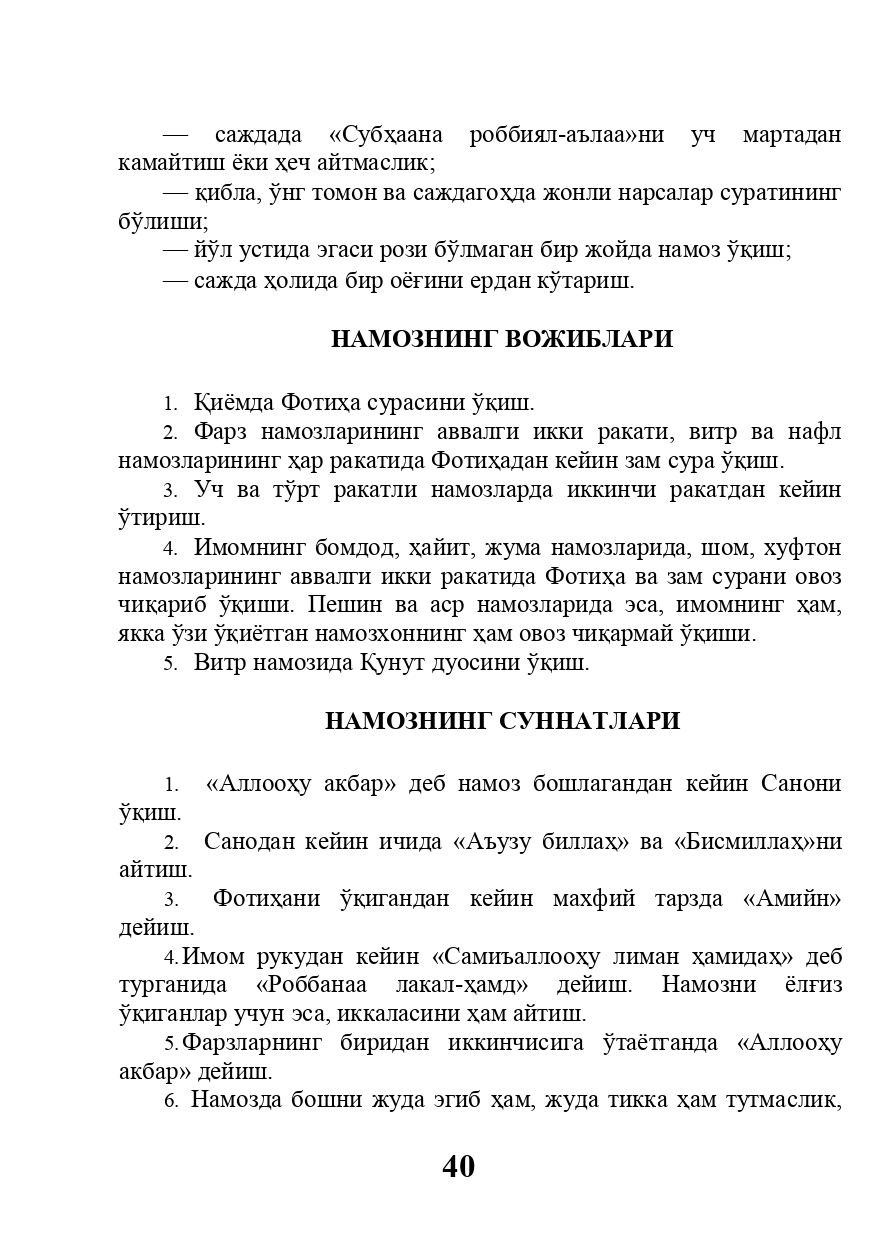 — саждада «Субҳаана роббиял-аълаа»ни уч мартадан
камайтиш ёки ҳеч айтмаслик;
— қибла, ўнг томон ва саждагоҳда жонли нарсалар суратининг
бўлиши;
— йўл устида эгаси рози бўлмаган бир жойда намоз ўқиш;
— сажда ҳолида бир оёғини ердан кўтариш.
НАМОЗНИНГ ВОЖИБЛАРИ
1. Қиёмда Фотиҳа сурасини ўқиш.
2. Фарз намозларининг аввалги икки ракати, витр ва нафл
намозларининг ҳар ракатида Фотиҳадан кейин зам сура ўқиш.
3. Уч ва тўрт ракатли намозларда иккинчи ракатдан кейин
ўтириш.
4. Имомнинг бомдод, ҳайит, жума намозларида, шом, хуфтон
намозларининг аввалги икки ракатида Фотиҳа ва зам сурани овоз
чиқариб ўқиши. Пешин ва аср намозларида эса, имомнинг ҳам,
якка ўзи ўқиётган намозхоннинг ҳам овоз чиқармай ўқиши.
5. Витр намозида Қунут дуосини ўқиш.
НАМОЗНИНГ СУННАТЛАРИ
1. «Аллооҳу акбар» деб намоз бошлагандан кейин Санони
ўқиш.
2. Санодан кейин ичида «Аъузу биллаҳ» ва «Бисмиллаҳ»ни
айтиш.
3. Фотиҳани ўқигандан кейин махфий тарзда «Амийн»
дейиш.
4.Имом рукудан кейин «Самиъаллооҳу лиман ҳамидаҳ» деб
турганида «Роббанаа лакал-ҳамд» дейиш. Намозни ёлғиз
ўқиганлар учун эса, иккаласини ҳам айтиш.
5.Фарзларнинг биридан иккинчисига ўтаётганда «Аллооҳу
акбар» дейиш.
6. Намозда бошни жуда эгиб ҳам, жуда тикка ҳам тутмаслик,
40